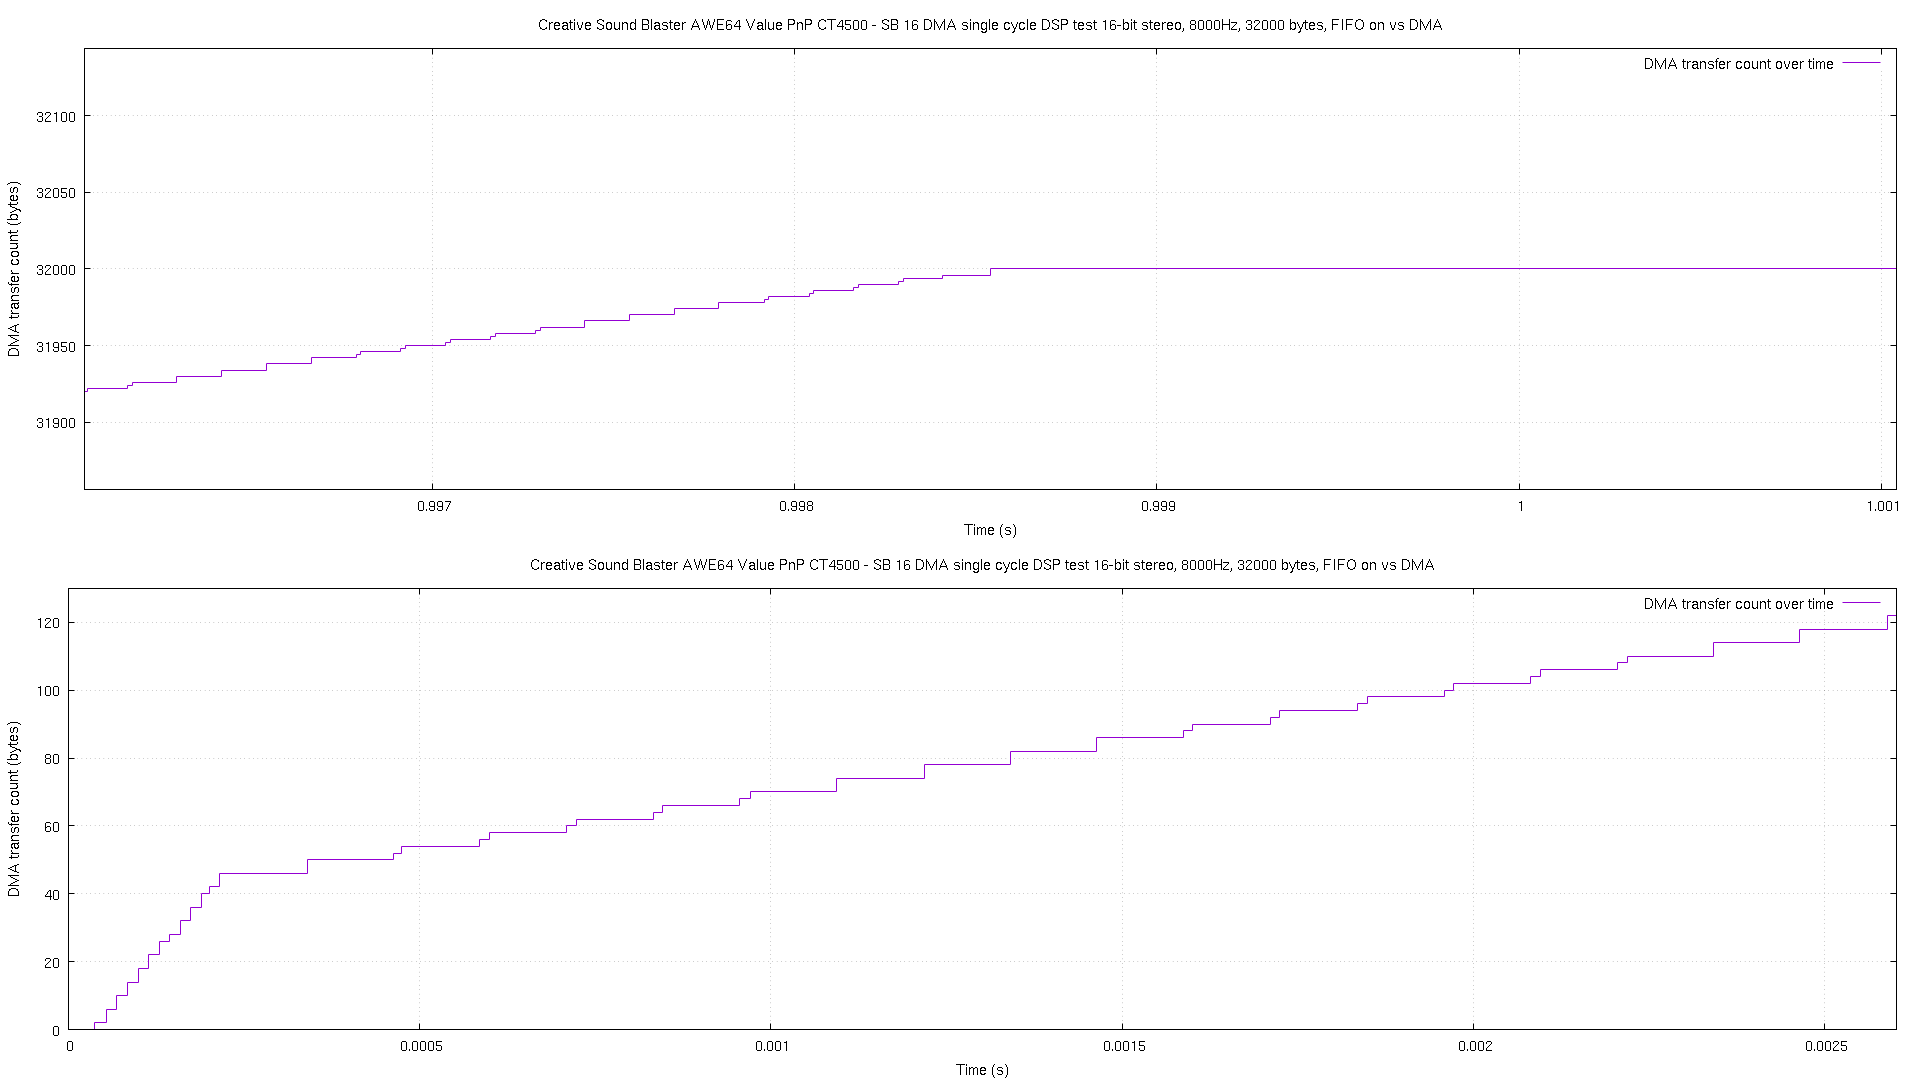 Creative Sound Blaster AWE64 Value PnP CT4500 - SB 16 DMA single cycle DSP test 16-bit stereo, 8000Hz, 32000 bytes, FIFO on vs DMA
DMA transfer count over time
32100
32050
32000
31950
31900
DMA transfer count (bytes)
0.997 0.998 0.999 1 1.001
Time (s)
Creative Sound Blaster AWE64 Value PnP CT4500 - SB 16 DMA single cycle DSP test 16-bit stereo, 8000Hz, 32000 bytes, FIFO on vs DMA
DMA transfer count over time
120
100
80
60
40
20
0
DMA transfer count (bytes)
0 0.0005 0.001 0.0015 0.002 0.0025
Time (s)